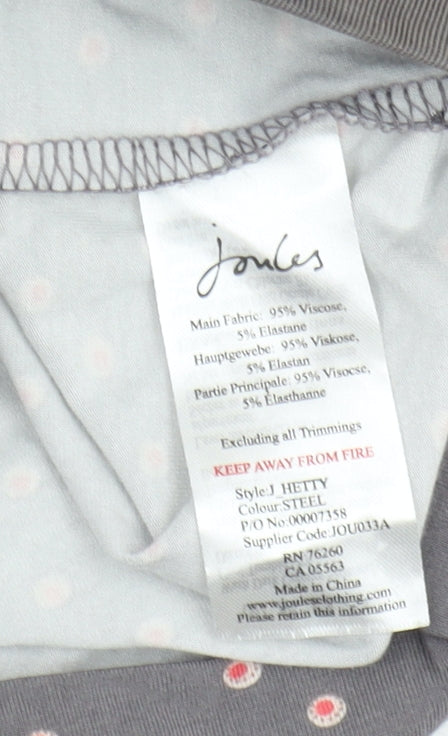 Joules
Main Fabric: 95% Viscose,
5% Elastane
Hauptgewebe: 95% Viskose,
5% Elastan
Partie Principale: 95% Visocse,
5% Élasthanne
Excluding all Trimmings
KEEP AWAY FROM FIRE
Style:J_HETTY
Colour:STEEL
P/O No:00007358
Supplier Code:JOU033A
RN 76260
CA 05563
Made in China
www.joulesclothing.com
Please retain this information